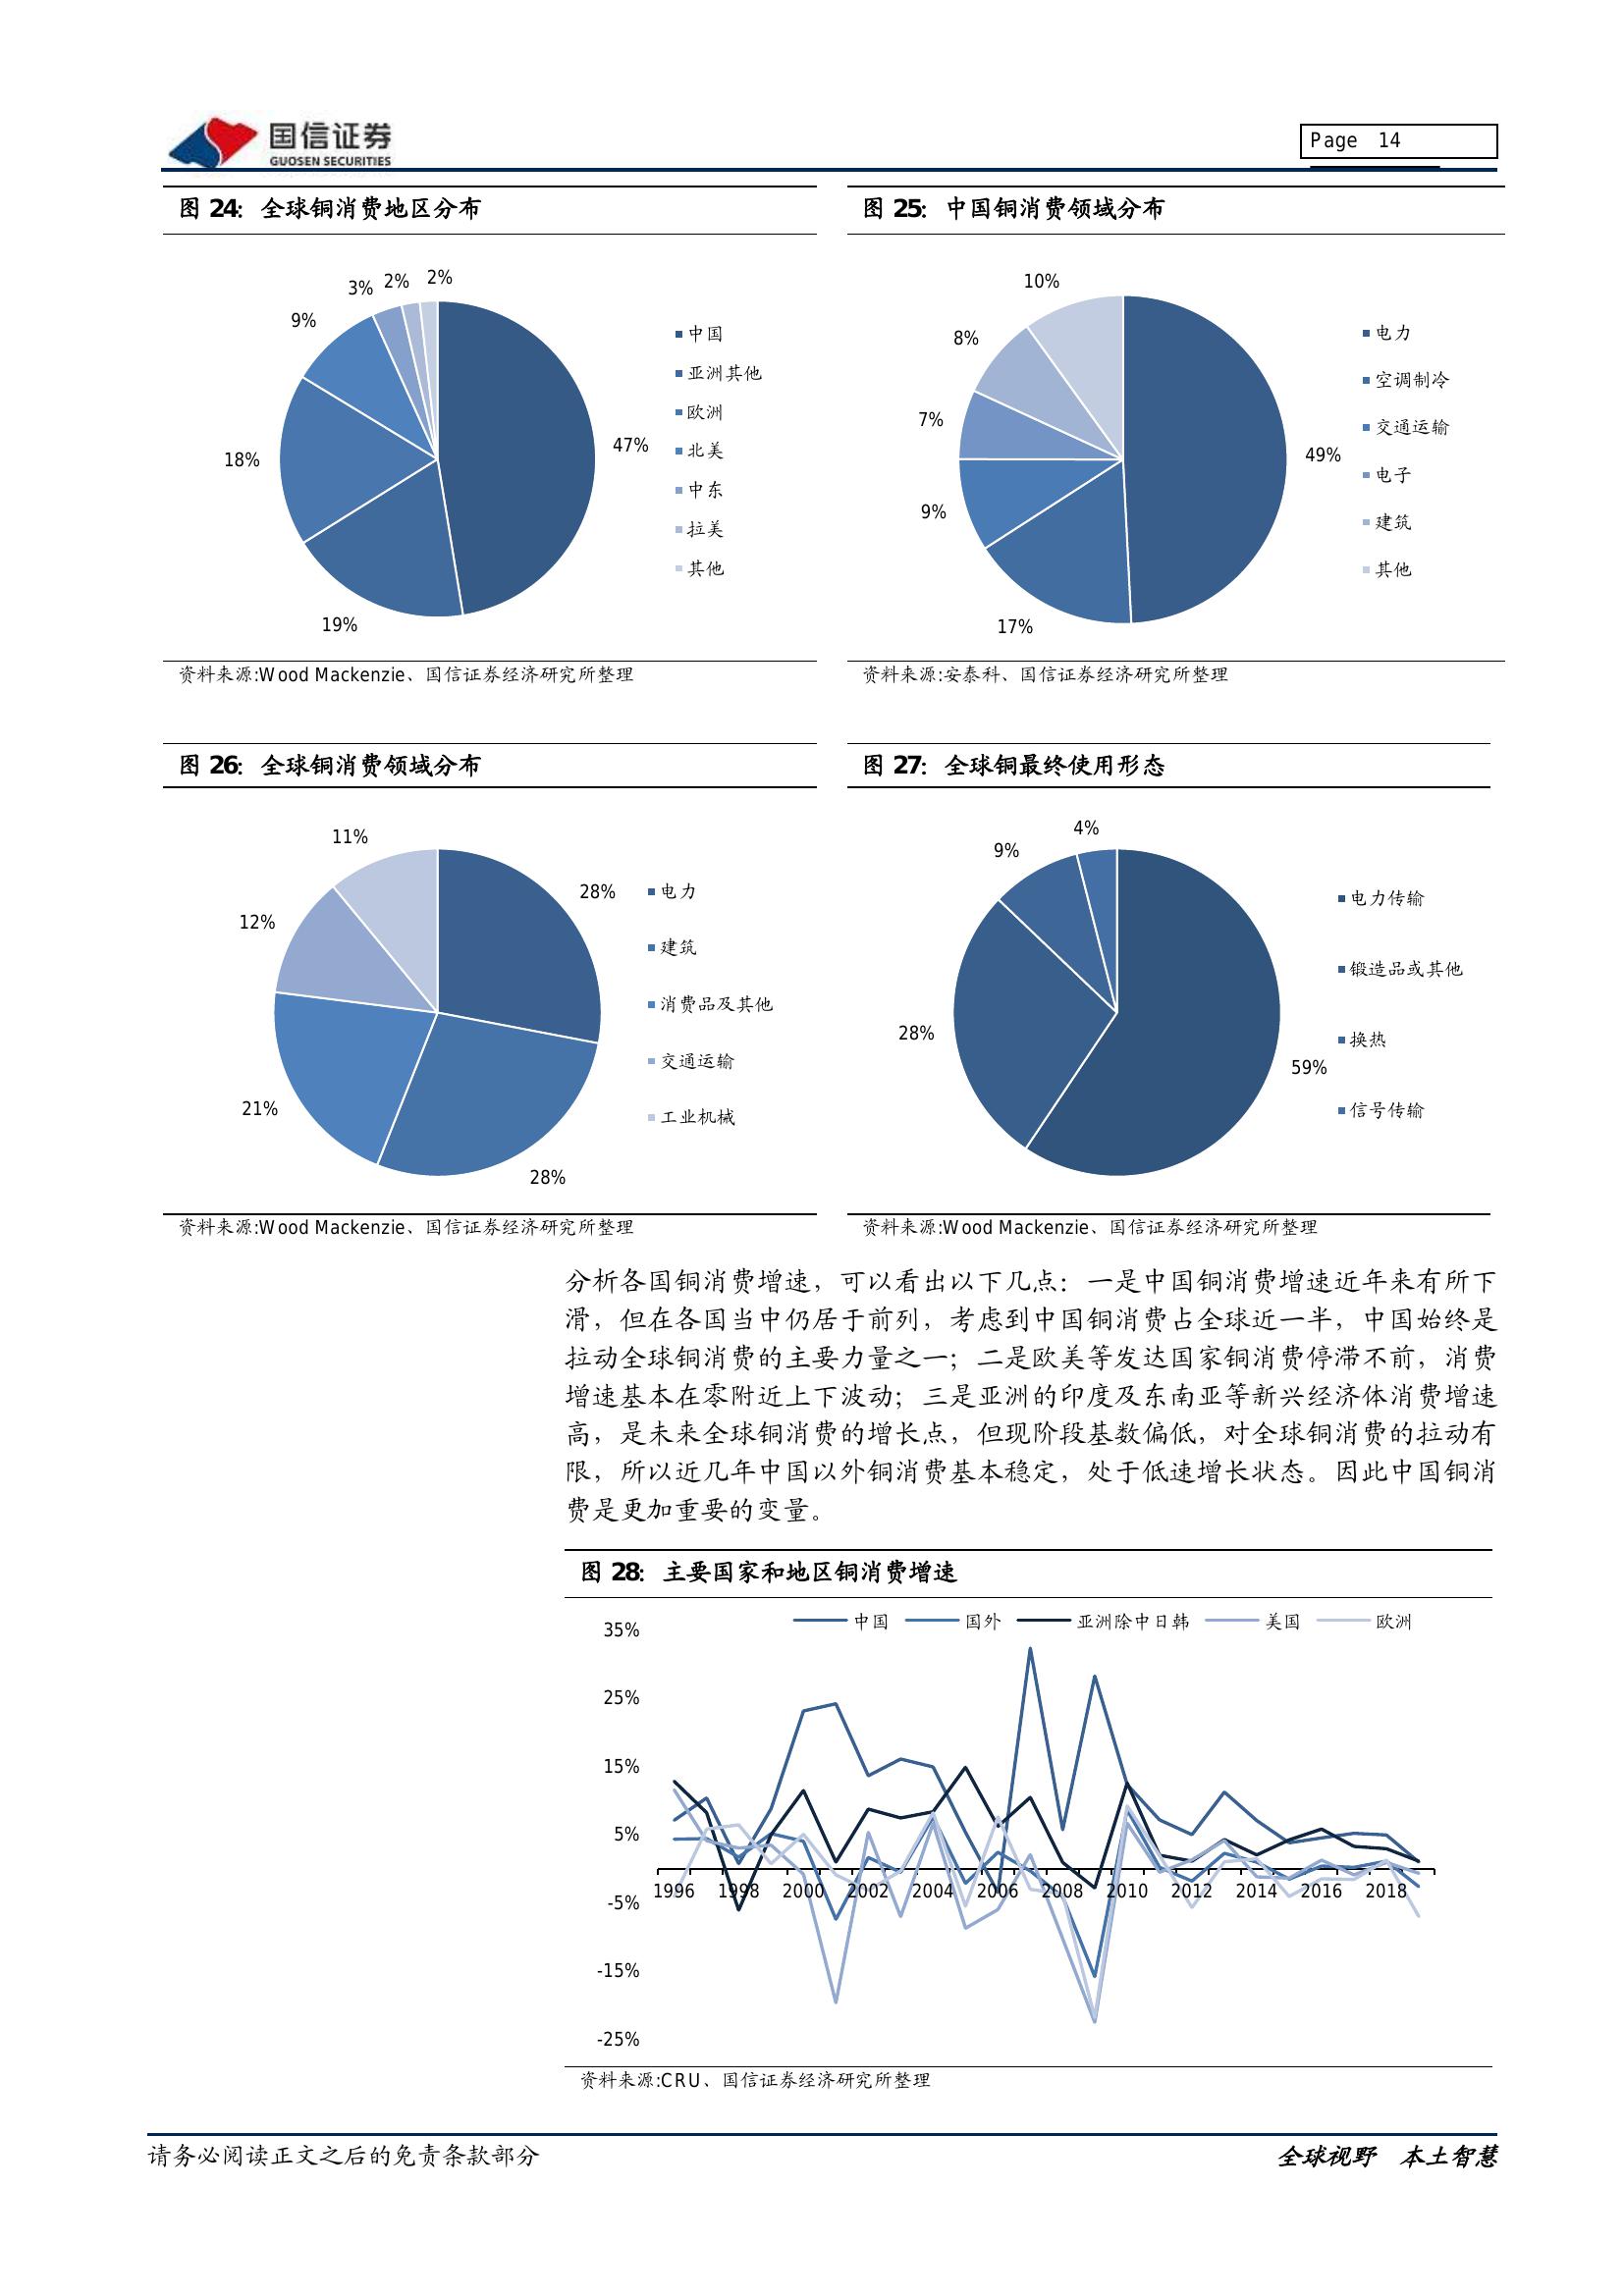 国信证券
GUOSEN SECURITIES
Page 14
图 24: 全球铜消费地区分布
2%
2%
3%
9%
18%
19%
47%
中国
亚洲其他
欧洲
北美
中东
拉美
其他
资料来源:Wood Mackenzie、国信证券经济研究所整理
图 25: 中国铜消费领域分布
10%
8%
7%
9%
17%
49%
电力
空调制冷
交通运输
电子
建筑
其他
资料来源:安泰科、国信证券经济研究所整理
图 26: 全球铜消费领域分布
11%
12%
21%
28%
28%
电力
建筑
消费品及其他
交通运输
工业机械
资料来源:Wood Mackenzie、国信证券经济研究所整理
图 27: 全球铜最终使用形态
4%
9%
28%
59%
电力传输
锻造品或其他
换热
信号传输
资料来源:Wood Mackenzie、国信证券经济研究所整理
分析各国铜消费增速，可以看出以下几点：一是中国铜消费增速近年来有所下
滑，但在各国当中仍居于前列，考虑到中国铜消费占全球近一半，中国始终是
拉动全球铜消费的主要力量之一；二是欧美等发达国家铜消费停滞不前，消费
增速基本在零附近上下波动；三是亚洲的印度及东南亚等新兴经济体消费增速
高，是未来全球铜消费的增长点，但现阶段基数偏低，对全球铜消费的拉动有
限，所以近几年中国以外铜消费基本稳定，处于低速增长状态。因此中国铜消
费是更加重要的变量。
图 28: 主要国家和地区铜消费增速
中国 国外 亚洲除中日韩 美国 欧洲
35%
25%
15%
5%
-5%
-15%
-25%
1996 1998 2000 2002 2004 2006 2008 2010 2012 2014 2016 2018
资料来源:CRU、国信证券经济研究所整理
请务必阅读正文之后的免责条款部分
全球视野 本土智慧